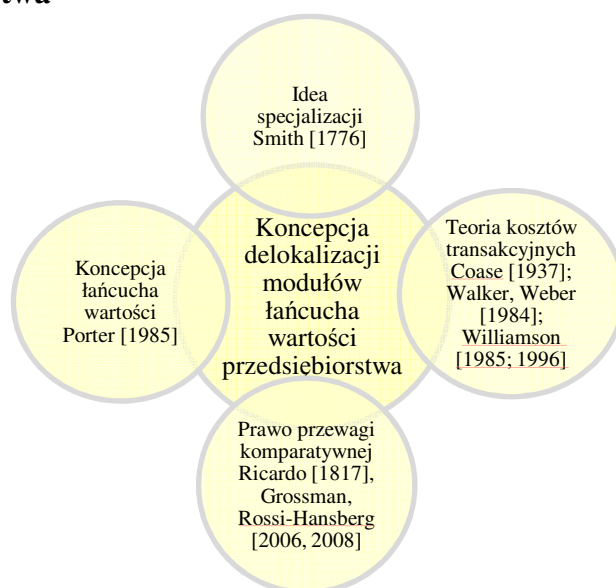 Idea
specjalizacji
Smith [1776]
Koncepcja
delokalizacji
modułów
łańcucha
wartości
przedsiębiorstwa
Teoria kosztów
transakcyjnych
Coase [1937];
Walker, Weber
[1984];
Williamson
[1985; 1996]
Koncepcja
łańcucha
wartości
Porter [1985]
Prawo przewagi
komparatywnej
Ricardo [1817],
Grossman,
Rossi-Hansberg
[2006, 2008]